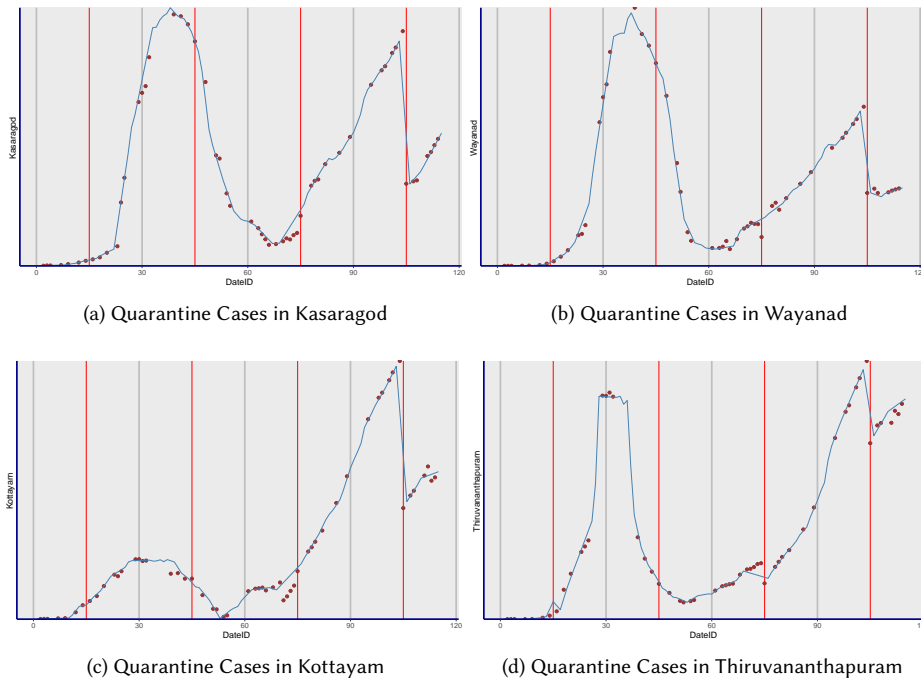 Kasaragod
0
30
60
90
120
DateID
(a) Quarantine Cases in Kasaragod
Wayanad
0
30
60
90
120
DateID
(b) Quarantine Cases in Wayanad
Kottayam
0
30
60
90
120
DateID
(c) Quarantine Cases in Kottayam
Thiruvananthapuram
0
30
60
90
DateID
(d) Quarantine Cases in Thiruvananthapuram